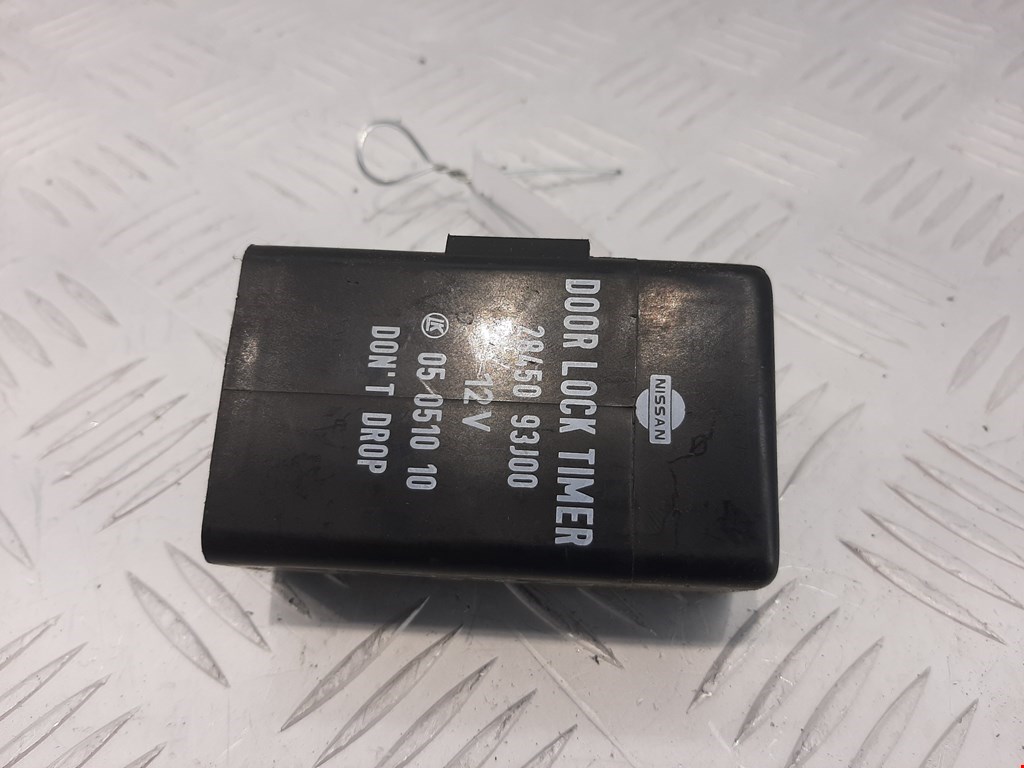 NISSAN
DOOR LOCK TIMER
28450 93J00
12V
05 0510 10
DON'T DROP